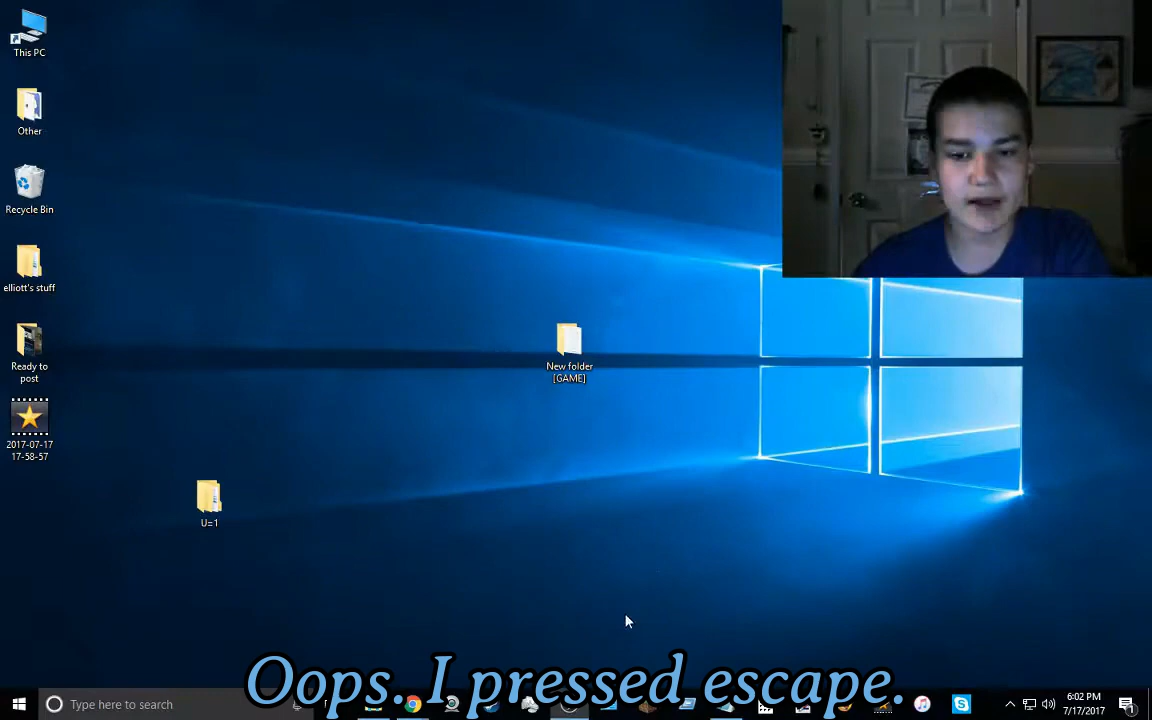 This PC
Other
Recycle Bin
elliott's stuff
Ready to
post
2017-07-17
17-58-57
New folder
[GAME]
U=1
Oops. I pressed escape.
Type here to search
6:02 PM
7/17/2017
1